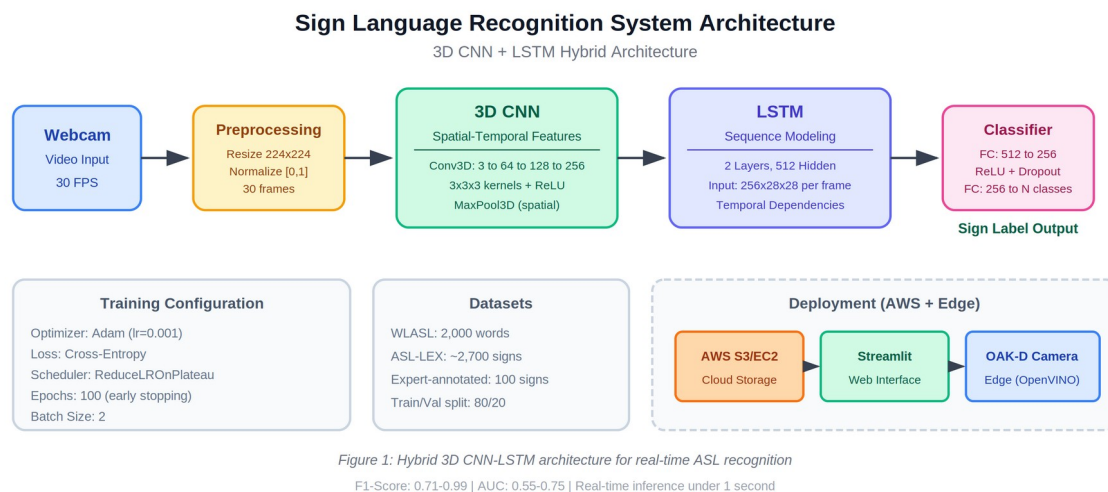 Sign Language Recognition System Architecture
3D CNN + LSTM Hybrid Architecture
Webcam
Video Input
30 FPS
Preprocessing
Resize 224x224
Normalize [0,1]
30 frames
3D CNN
Spatial-Temporal Features
Conv3D: 3 to 64 to 128 to 256
3x3x3 kernels + ReLU
MaxPool3D (spatial)
LSTM
Sequence Modeling
2 Layers, 512 Hidden
Input: 256x28x28 per frame
Temporal Dependencies
Classifier
FC: 512 to 256
ReLU + Dropout
FC: 256 to N classes
Sign Label Output
Training Configuration
Optimizer: Adam (lr=0.001)
Loss: Cross-Entropy
Scheduler: ReduceLROnPlateau
Epochs: 100 (early stopping)
Batch Size: 2
Datasets
WLASL: 2,000 words
ASL-LEX: ~2,700 signs
Expert-annotated: 100 signs
Train/Val split: 80/20
Deployment (AWS + Edge)
AWS S3/EC2
Cloud Storage
Streamlit
Web Interface
OAK-D Camera
Edge (OpenVINO)
Figure 1: Hybrid 3D CNN-LSTM architecture for real-time ASL recognition
F1-Score: 0.71-0.99 | AUC: 0.55-0.75 | Real-time inference under 1 second